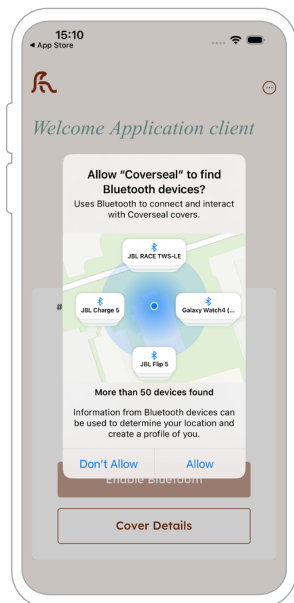 15:10
◀ App Store
Welcome Application client
Allow “Coverseal” to find
Bluetooth devices?
Uses Bluetooth to connect and interact
with Coverseal covers.
JBL RACE TWS-LE
JBL Charge 5
Galaxy Watch4 (...
#
JBL Flip 5
More than 50 devices found
Information from Bluetooth devices can
be used to determine your location and
create a profile of you.
Don't Allow
Allow
Enable Bluetooth
Cover Details